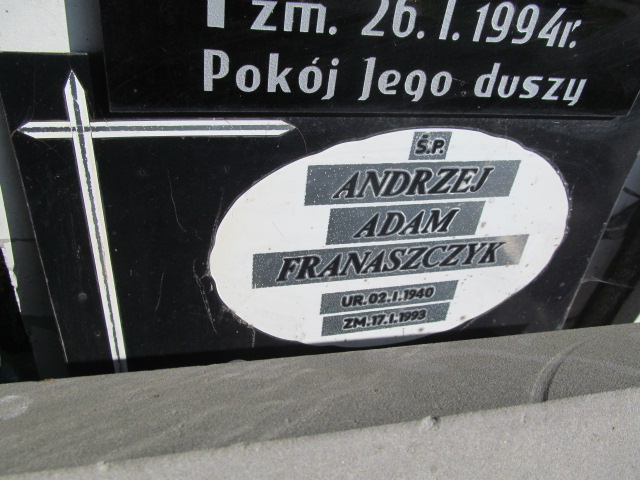 zm. 26.I.1994r.
Pokój Jego duszy
Ś.P.
ANDRZEJ
ADAM
FRANASZCZYK
UR.02.I.1940
ZM.17.I.1993